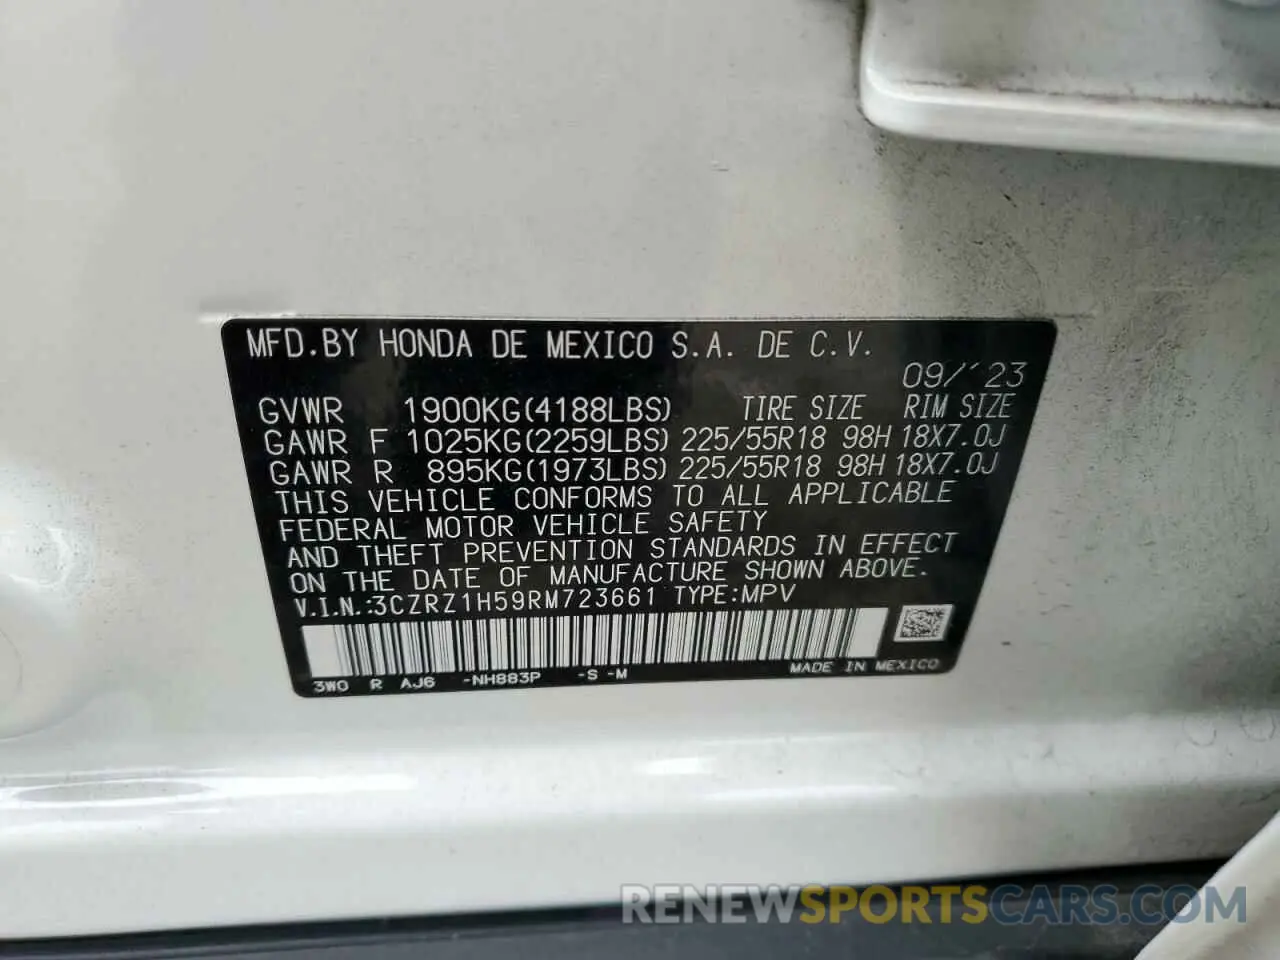 MFD.BY HONDA DE MEXICO S.A. DE C.V.
09/´23
GVWR 1900KG(4188LBS) TIRE SIZE RIM SIZE
GAWR F 1025KG(2259LBS) 225/55R18 98H 18X7.0J
GAWR R 895KG(1973LBS) 225/55R18 98H 18X7.0J
THIS VEHICLE CONFORMS TO ALL APPLICABLE
FEDERAL MOTOR VEHICLE SAFETY
AND THEFT PREVENTION STANDARDS IN EFFECT
ON THE DATE OF MANUFACTURE SHOWN ABOVE.
V.I.N.:3CZRZ1H59RM723661 TYPE:MPV
3W0 R AJ6 -NH883P -S -M MADE IN MEXICO
RENEWSPORTSCARS.COM